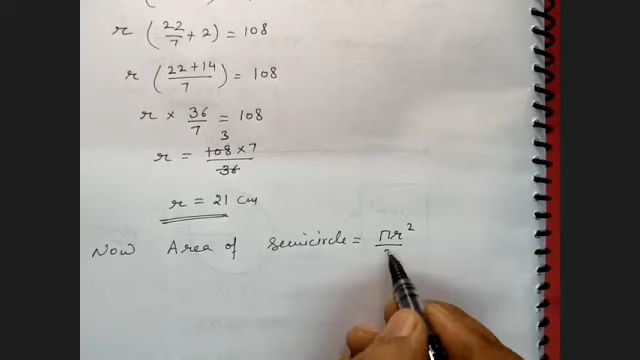 r ( 22/7 + 2 ) = 108
r ( 22 + 14 / 7 ) = 108
r × 36/7 = 108
3
r = 108 × 7 / 36
r = 21 cm
Now Area of Semicircle = πr² /